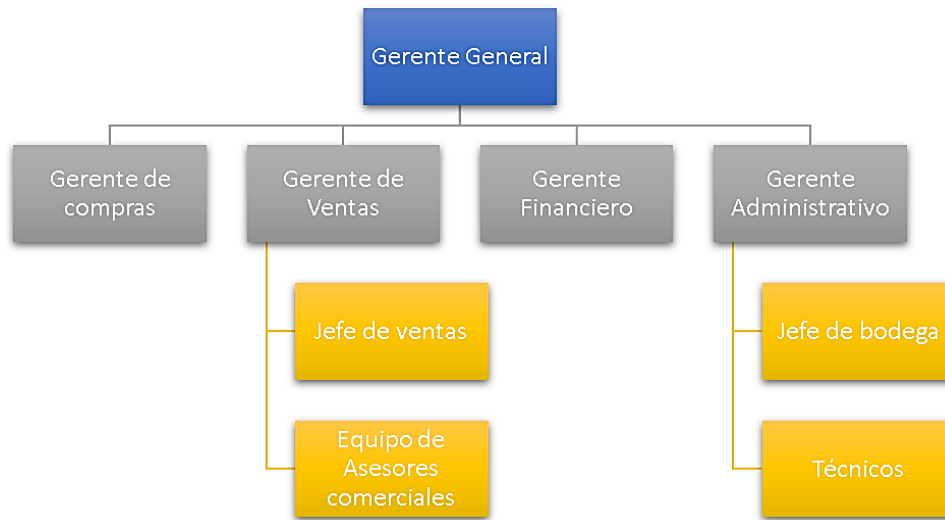 Gerente General
Gerente de
compras
Gerente de
Ventas
Gerente
Financiero
Gerente
Administrativo
Jefe de ventas
Equipo de
Asesores
comerciales
Jefe de bodega
Técnicos